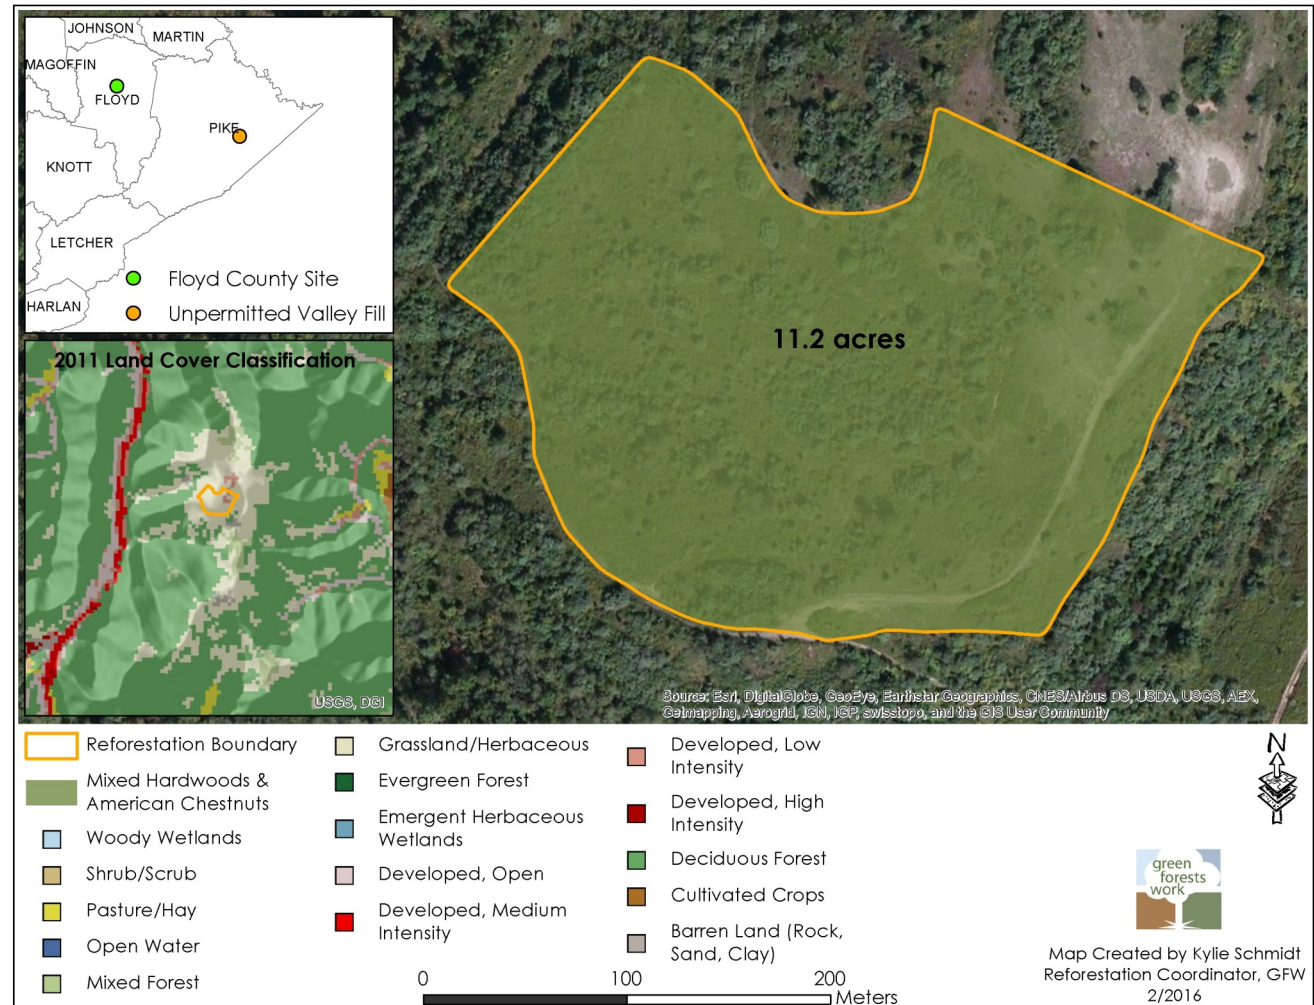 JOHNSON
MARTIN
MAGOFFIN
FLOYD
PIKE
KNOTT
LETCHER
HARLAN
Floyd County Site
Unpermitted Valley Fill
2011 Land Cover Classification
USGS, DGI
11.2 acres
Source: Esri, DigitalGlobe, GeoEye, Earthstar Geographics, CNES/Airbus DS, USDA, USGS, AEX,
Getmapping, Aerogrid, IGN, IGP, swisstopo, and the GIS User Community
Reforestation Boundary
Mixed Hardwoods &
American Chestnuts
Woody Wetlands
Shrub/Scrub
Pasture/Hay
Open Water
Mixed Forest
Grassland/Herbaceous
Evergreen Forest
Emergent Herbaceous
Wetlands
Developed, Open
Developed, Medium
Intensity
Developed, Low
Intensity
Developed, High
Intensity
Deciduous Forest
Cultivated Crops
Barren Land (Rock,
Sand, Clay)
0 100 200
Meters
N
green
forests
work
Map Created by Kylie Schmidt
Reforestation Coordinator, GFW
2/2016